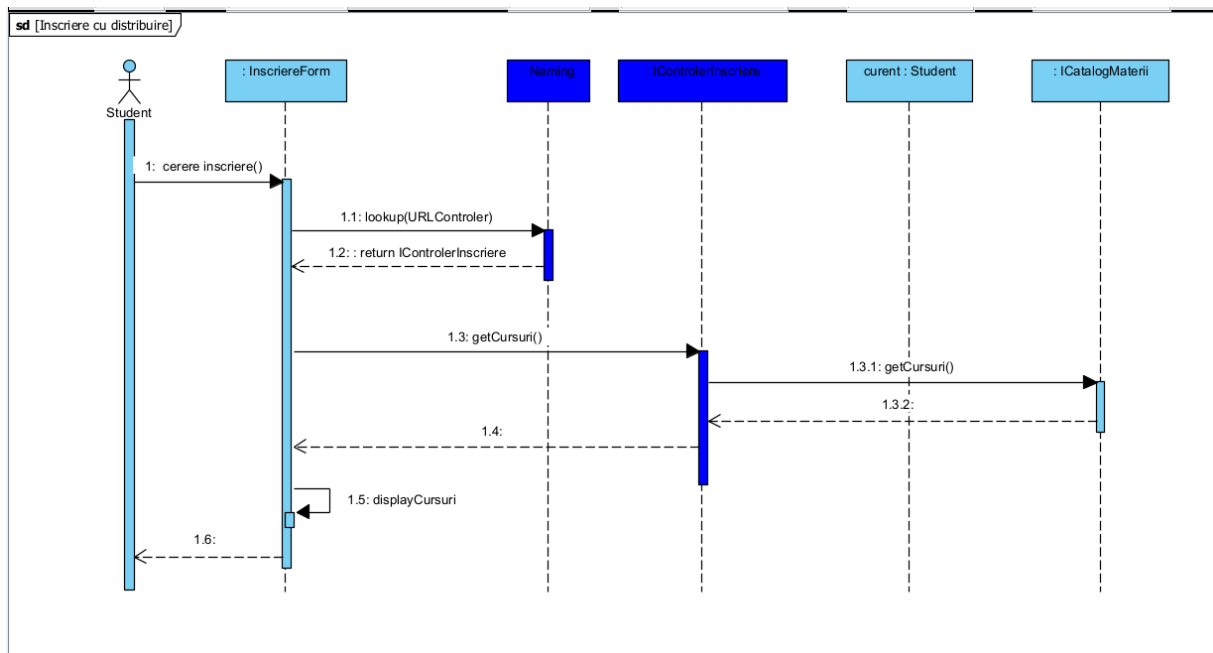 sd [Inscriere cu distribuire]
: InscriereForm
: Naming
: IControlerInscriere
curent : Student
: ICatalogMaterii
Student
1: cerere inscriere()
1.1: lookup(URLControler)
1.2: : return IControlerInscriere
1.3: getCursuri()
1.3.1: getCursuri()
1.3.2:
1.4:
1.5: displayCursuri
1.6: